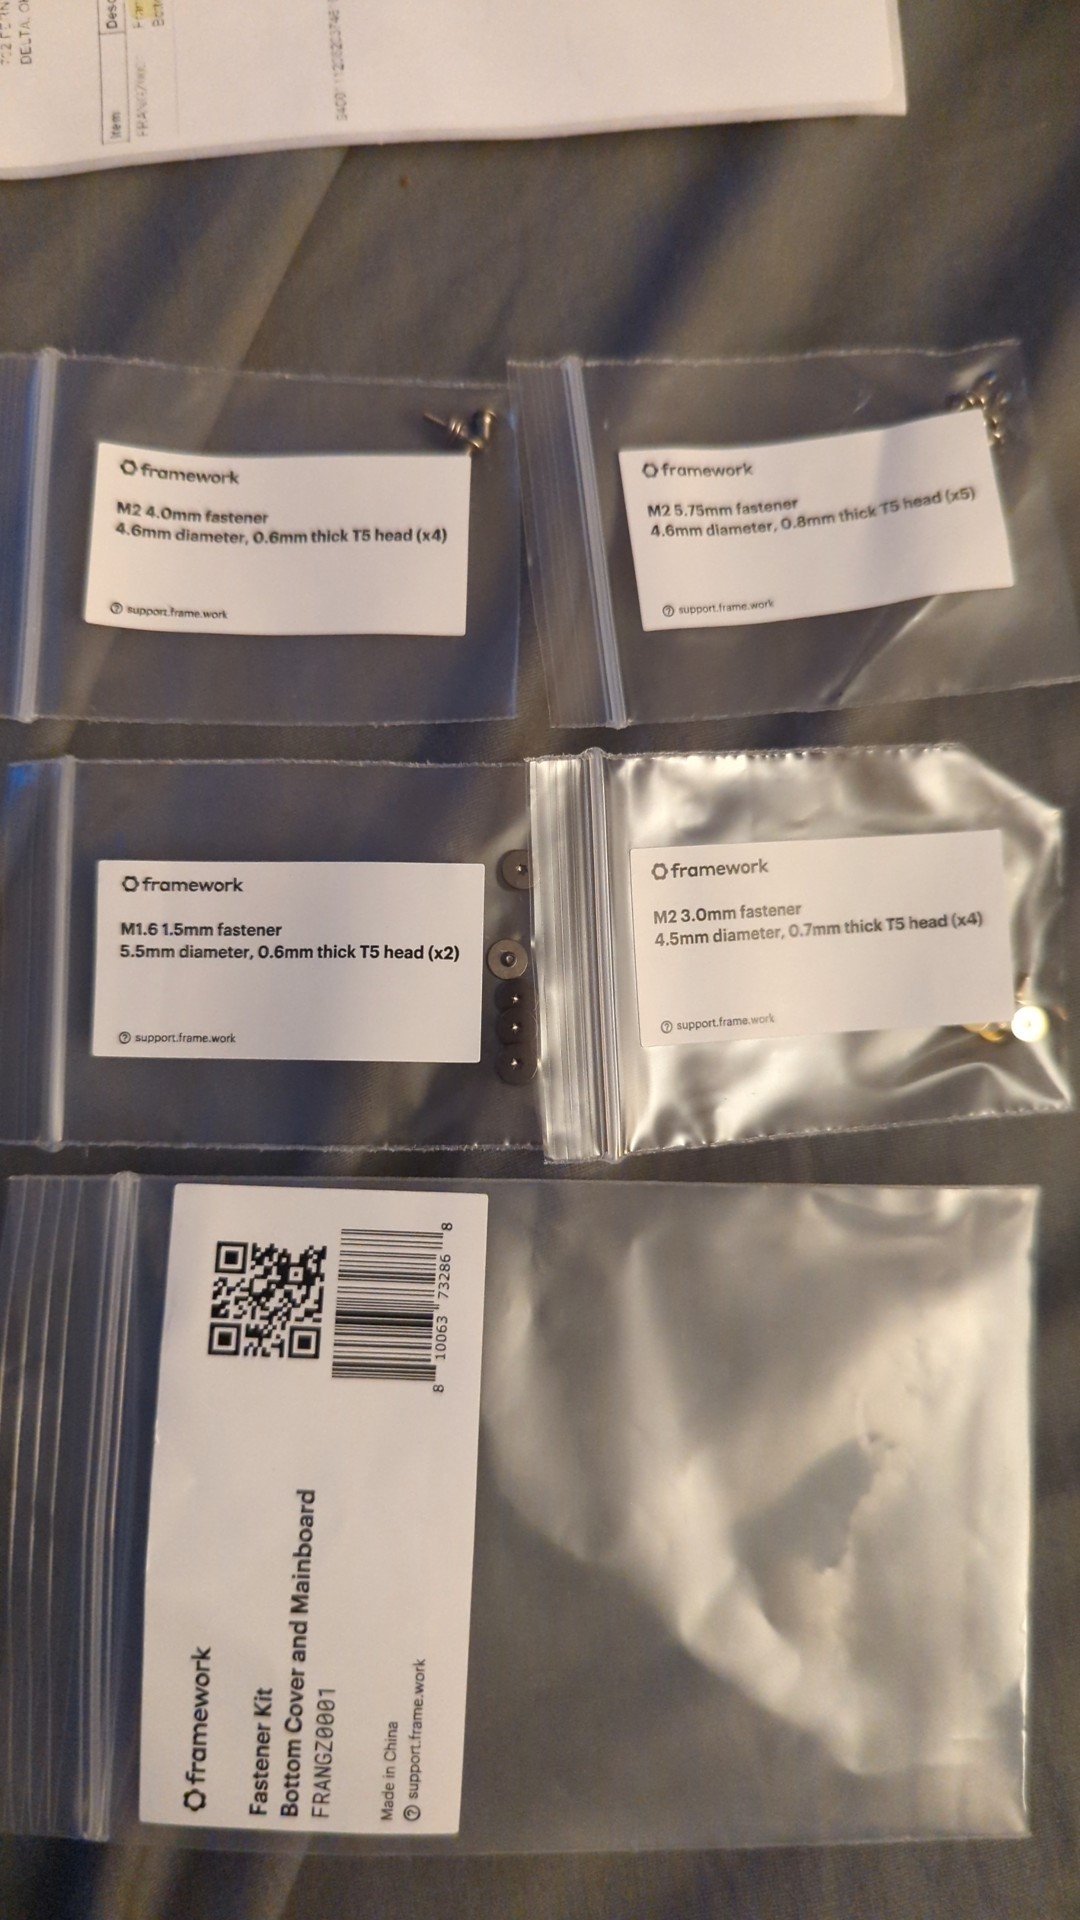 DELTA,
Item
Desc
framework
M2 4.0mm fastener
4.6mm diameter, 0.6mm thick T5 head (x4)
support.frame.work
framework
M2 5.75mm fastener
4.6mm diameter, 0.8mm thick T5 head (x5)
support.frame.work
framework
M1.6 1.5mm fastener
5.5mm diameter, 0.6mm thick T5 head (x2)
support.frame.work
framework
M2 3.0mm fastener
4.5mm diameter, 0.7mm thick T5 head (x4)
support.frame.work
framework
Fastener Kit
Bottom Cover and Mainboard
FRANGZ0001
Made in China
support.frame.work
8 10063 73286 8